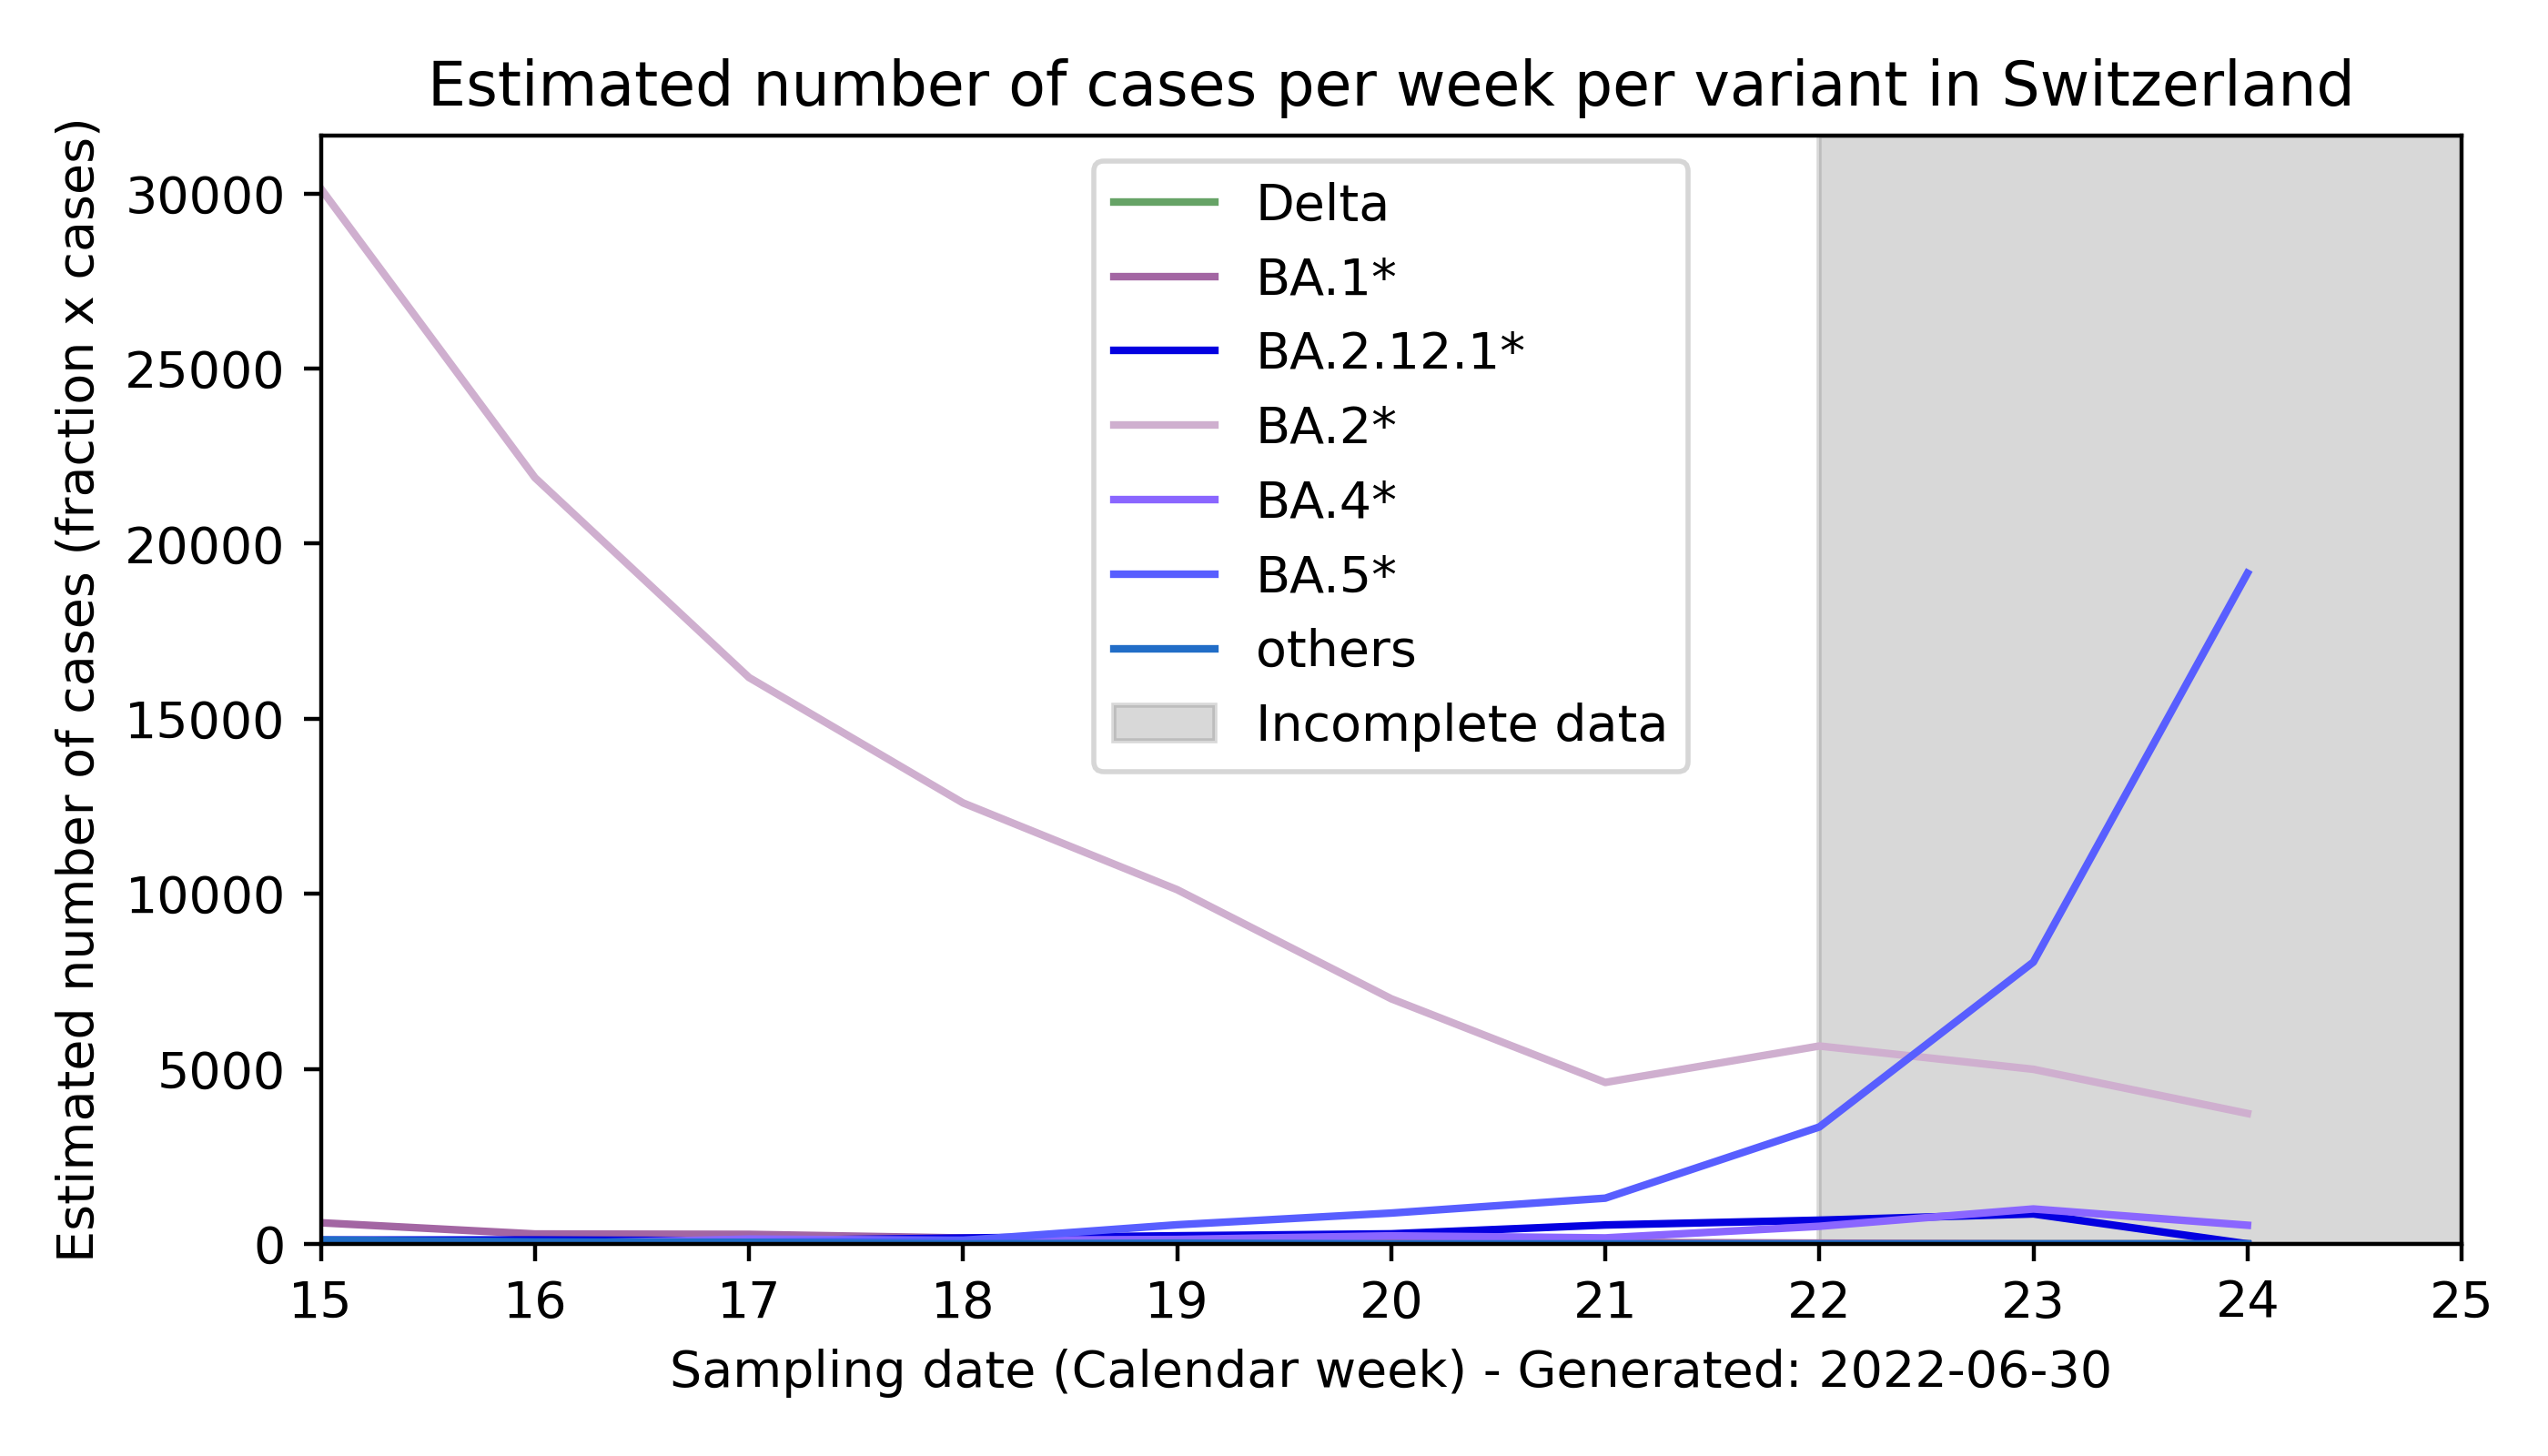 Estimated number of cases per week per variant in Switzerland
Estimated number of cases (fraction x cases)
30000
25000
20000
15000
10000
5000
0
Delta
BA.1*
BA.2.12.1*
BA.2*
BA.4*
BA.5*
others
Incomplete data
15 16 17 18 19 20 21 22 23 24 25
Sampling date (Calendar week) - Generated: 2022-06-30